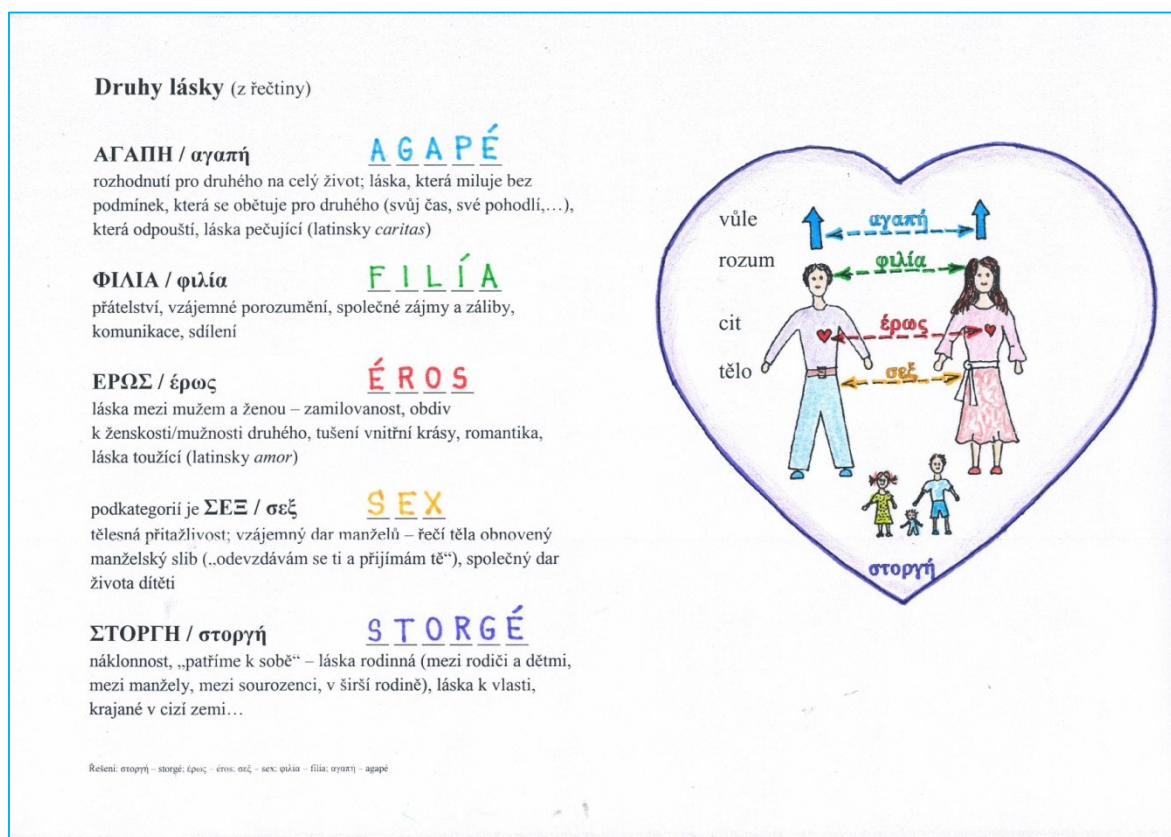 Druhy lásky (z řečtiny)
ΑΓΑΠΗ / αγαπή AGAPÉ
rozhodnutí pro druhého na celý život; láska, která miluje bez
podmínek, která se obětuje pro druhého (svůj čas, své pohodlí,…),
která odpouští, láska pečující (latinsky caritas)
ΦΙΛΙΑ / φιλία FILÍA
přátelství, vzájemné porozumění, společné zájmy a záliby,
komunikace, sdílení
ΕΡΩΣ / έρως ÉROS
láska mezi mužem a ženou – zamilovanost, obdiv
k ženskosti/mužnosti druhého, tušení vnitřní krásy, romantika,
láska toužící (latinsky amor)
podkategorií je ΣΕΞ / σεξ SEX
tělesná přitažlivost; vzájemný dar manželů – řečí těla obnovený
manželský slib („odevzdávám se ti a přijímám tě“), společný dar
života dítěti
ΣΤΟΡΓΗ / στοργή STORGÉ
náklonnost, „patříme k sobě“ – láska rodinná (mezi rodiči a dětmi,
mezi manžely, mezi sourozenci, v širší rodině), láska k vlasti,
krajané v cizí zemi…
Řešení: στοργή – storgé; έρως – éros; σεξ – sex; φιλία – filía; αγαπή – agapé
vůle αγαπή
rozum φιλία
cit έρως
tělo σεξ
στοργή